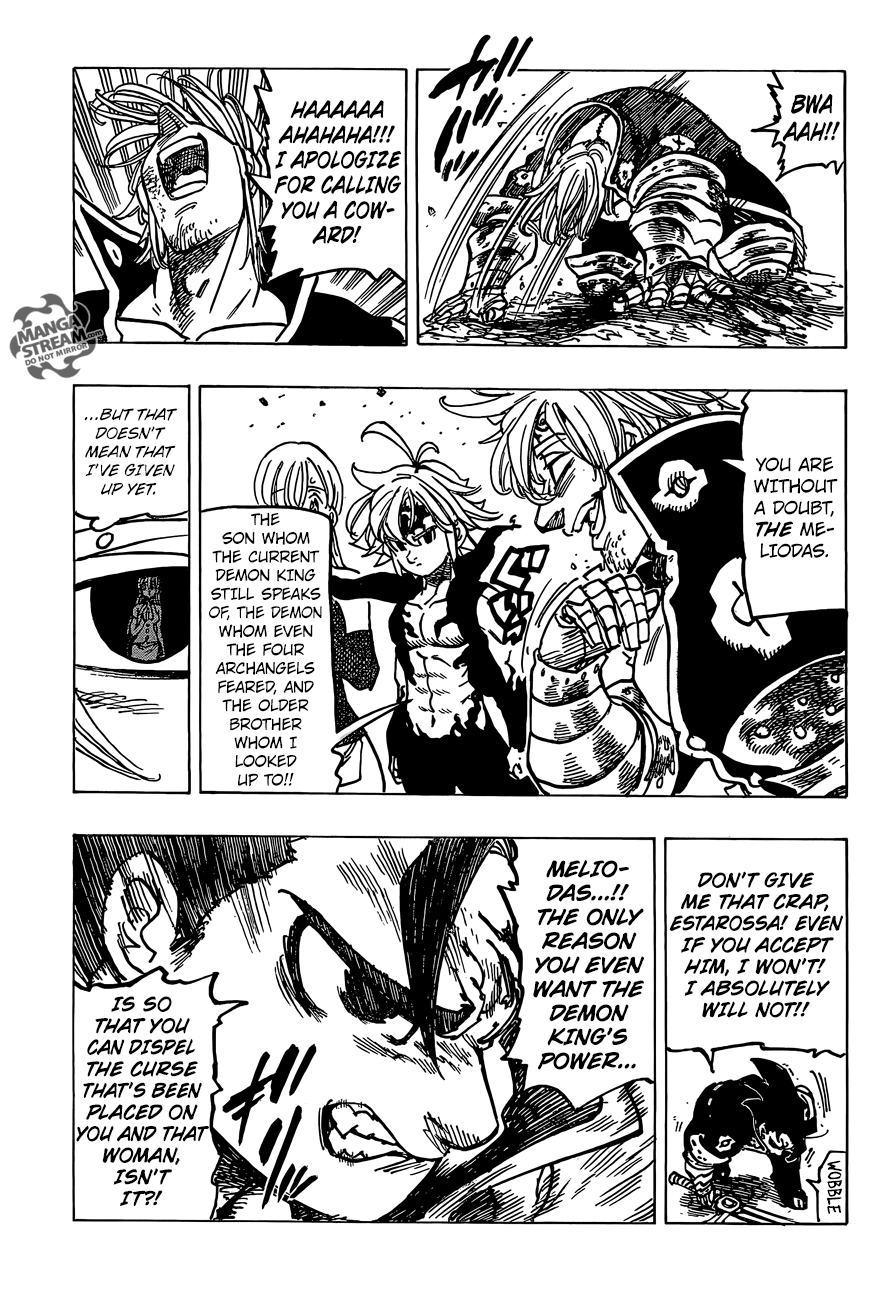 BWA
AAH!!
HAAAAAA
AHAHAHA!!!
I APOLOGIZE
FOR CALLING
YOU A COW-
ARD!
MANGA
STREAM.com
DO NOT MIRROR
YOU ARE
WITHOUT
A DOUBT,
THE ME-
LIODAS.
THE
SON WHOM
THE CURRENT
DEMON KING
STILL SPEAKS
OF, THE DEMON
WHOM EVEN
THE FOUR
ARCHANGELS
FEARED, AND
THE OLDER
BROTHER
WHOM I
LOOKED
UP TO!!
...BUT THAT
DOESN'T
MEAN THAT
I'VE GIVEN
UP YET.
DON'T GIVE
ME THAT CRAP,
ESTAROSSA! EVEN
IF YOU ACCEPT
HIM, I WON'T!
I ABSOLUTELY
WILL NOT!!
WOBBLE
MELIO-
DAS...!!
THE ONLY
REASON
YOU EVEN
WANT THE
DEMON
KING'S
POWER...
IS SO
THAT YOU
CAN DISPEL
THE CURSE
THAT'S BEEN
PLACED ON
YOU AND THAT
WOMAN,
ISN'T
IT?!